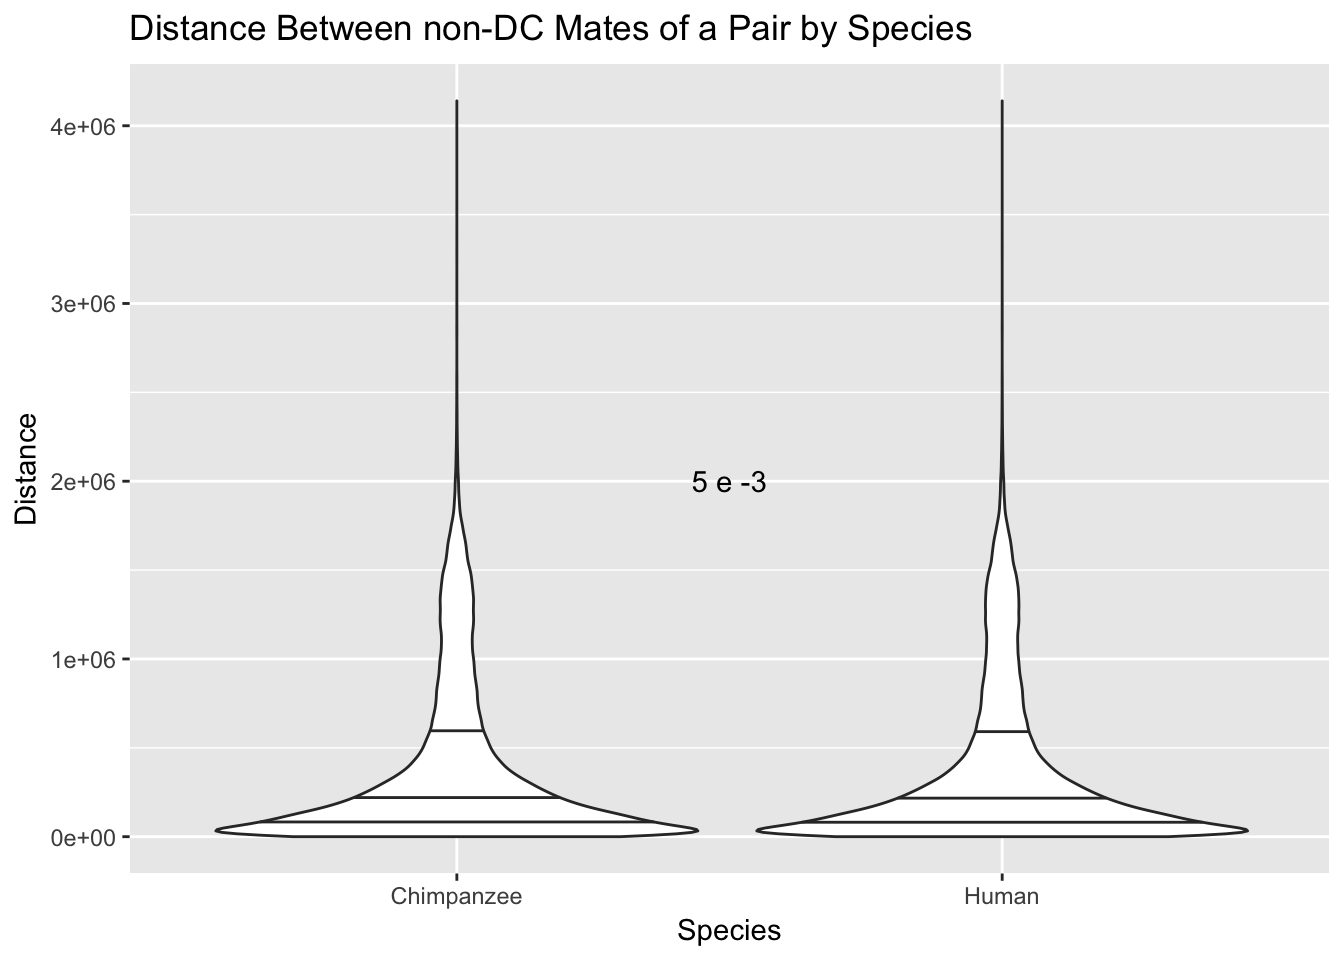 Distance Between non-DC Mates of a Pair by Species
Distance
4e+06
3e+06
2e+06
1e+06
0e+00
5 e -3
Chimpanzee
Human
Species